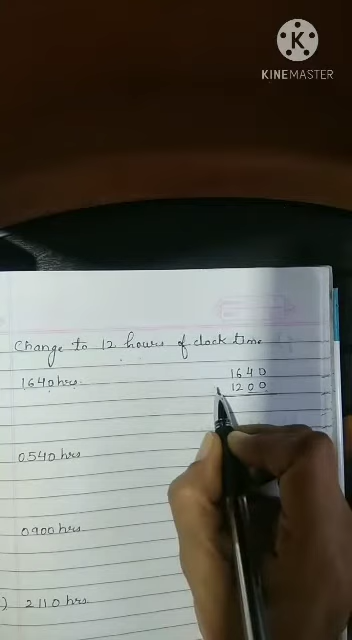 K
KINEMASTER
Change to 12 hours of clock time
1640 hrs. 1640
1200
0540 hrs
0900 hrs
) 2110 hrs